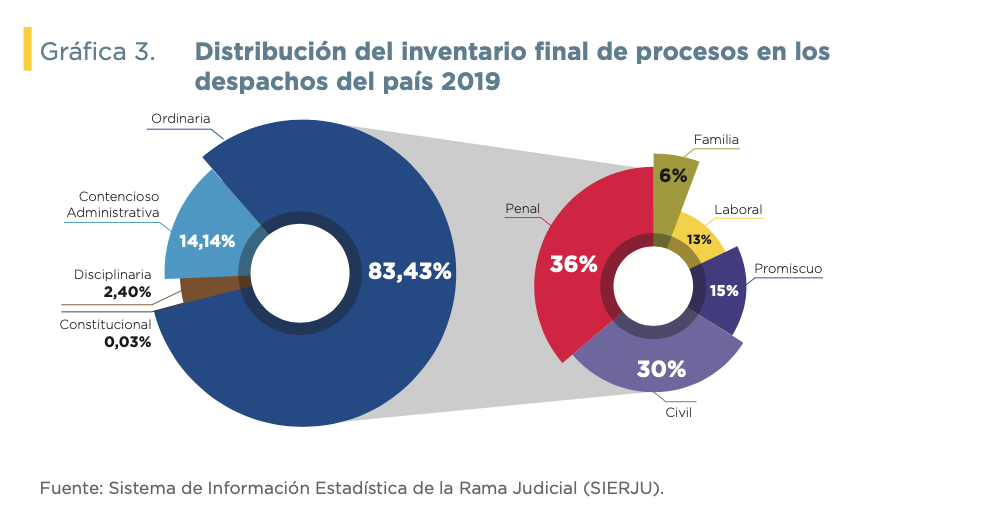 Gráfica 3.
Distribución del inventario final de procesos en los
despachos del país 2019
Ordinaria
Contencioso
Administrativa
14,14%
Disciplinaria
2,40%
Constitucional
0,03%
83,43%
Familia
6%
Laboral
13%
Penal
36%
Promiscuo
15%
30%
Civil
Fuente: Sistema de Información Estadística de la Rama Judicial (SIERJU).